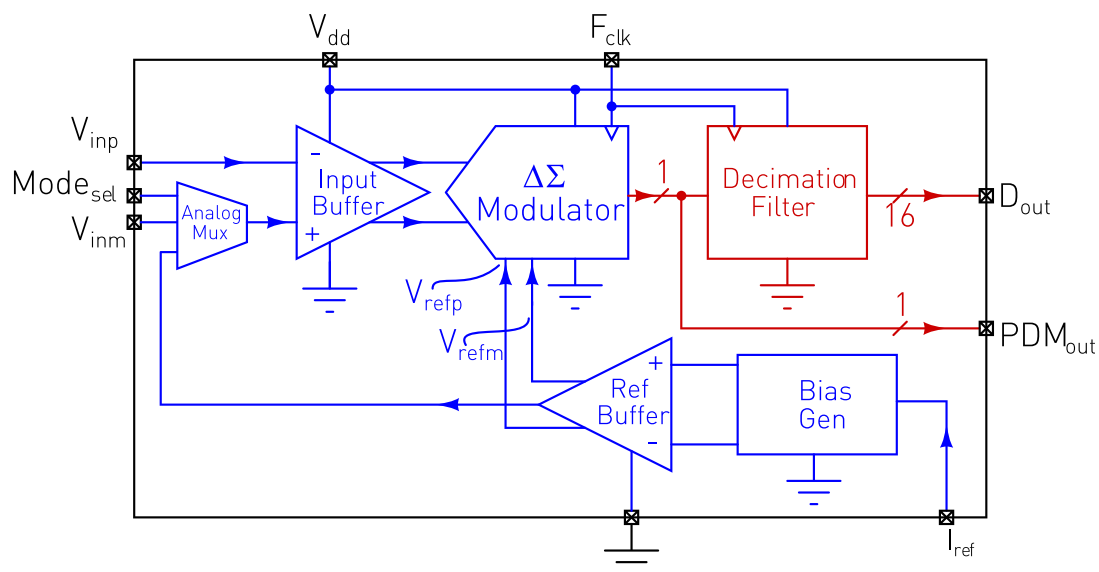 Vdd
Fclk
Vinp
Modesel
Vinm
Analog
Mux
-
Input
Buffer
+
ΔΣ
Modulator
1
Decimation
Filter
16
Dout
Vrefp
Vrefm
1
PDMout
+
Ref
Buffer
-
Bias
Gen
Iref